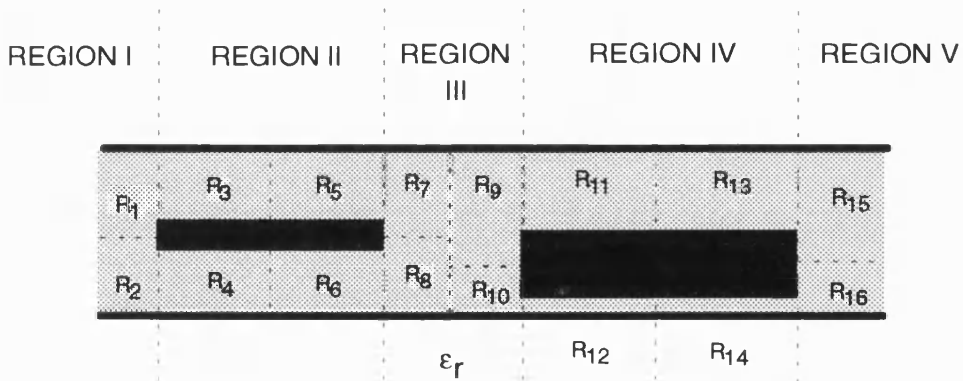 REGION I REGION II REGION III REGION IV REGION V
R1 R3 R5 R7 R9 R11 R13 R15
R2 R4 R6 R8 R10 R16
εr R12 R14